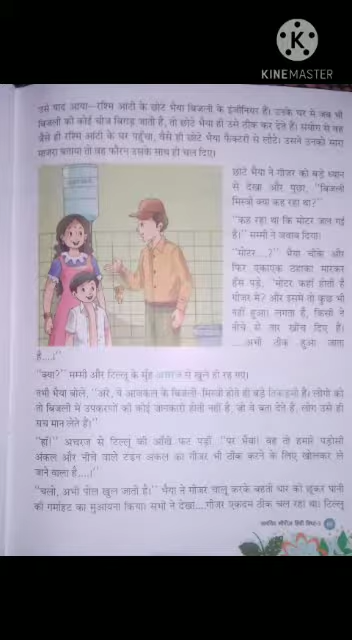 K
KINEMASTER
उसे याद आया—रश्मि आंटी के छोटे भैया बिजली के इंजीनियर हैं। उनके घर में जब भी
बिजली की कोई चीज बिगड़ जाती है, तो छोटे भैया ही उसे ठीक कर देते हैं। संयोग से वह
जैसे ही रश्मि आंटी के घर पहुँचा, वैसे ही छोटे भैया फैक्टरी से लौटे। उसने उनको सारा
माजरा बताया तो वह फौरन उसके साथ ही चल दिए।
छोटे भैया ने गीजर को बड़े ध्यान
से देखा और पूछा, "बिजली
मिस्त्री क्या कह रहा था?"
"कह रहा था कि मोटर जल गई
है।" मम्मी ने जवाब दिया।
"मोटर....?" भैया चौंके और
फिर एकाएक ठहाका मारकर
हँस पड़े, "मोटर कहाँ होती है
गीजर में? और इसमें तो कुछ भी
नहीं हुआ। लगता है, किसी ने
नीचे से तार खींच दिए हैं।
....अभी ठीक हुआ जाता
है....।"
"क्या?" मम्मी और टिल्लू के मुँह अचरज से खुले ही रह गए।
तभी भैया बोले, "अरे, ये आजकल के बिजली-मिस्त्री होते ही बड़े तिकड़मी हैं। लोगों को
तो बिजली में उपकरणों की कोई जानकारी होती नहीं है, जो ये बता देते हैं, लोग उसे ही
सच मान लेते हैं।"
"हाँ!" अचरज से टिल्लू की आँखें फट पड़ीं, "पर भैया! वह तो हमारे पड़ोसी
अंकल और नीचे वाले टंडन अंकल का गीजर भी ठीक करने के लिए खोलकर ले
जाने वाला है....।"
"चलो, अभी पोल खुल जाती है।" भैया ने गीजर चालू करके बहती धार को छूकर पानी
की गर्माहट का मुआयना किया। सभी ने देखा....गीजर एकदम ठीक चल रहा था। टिल्लू
हिंदी